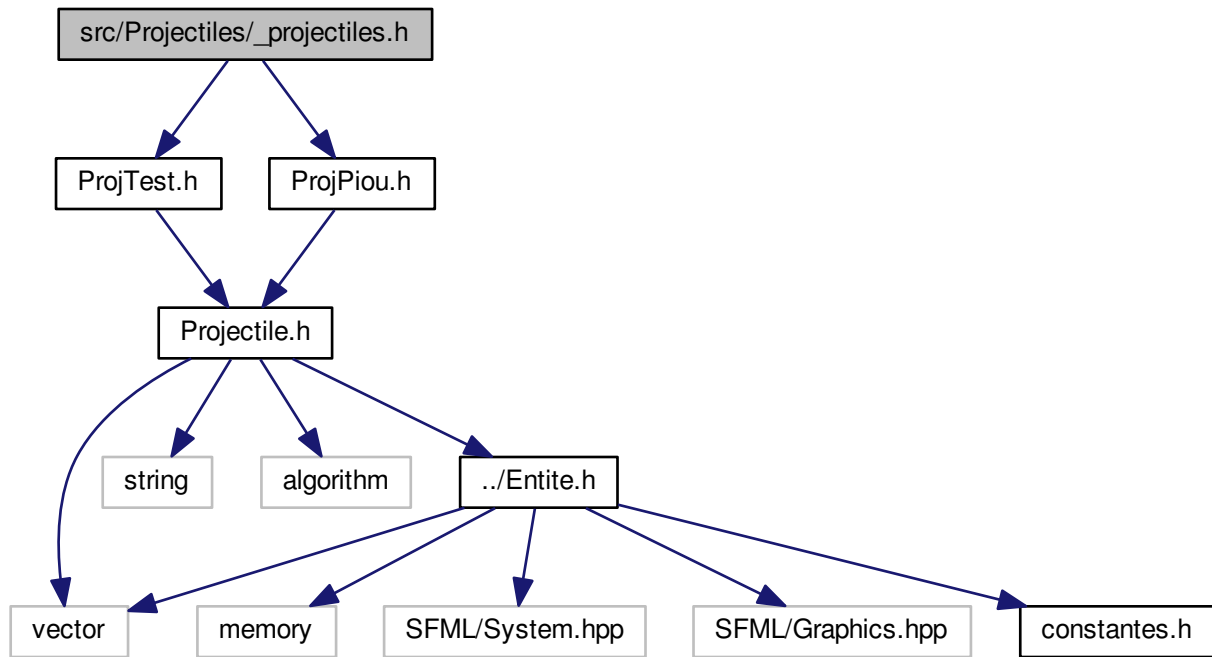 src/Projectiles/_projectiles.h
ProjTest.h
ProjPiou.h
Projectile.h
string
algorithm
../Entite.h
vector
memory
SFML/System.hpp
SFML/Graphics.hpp
constantes.h